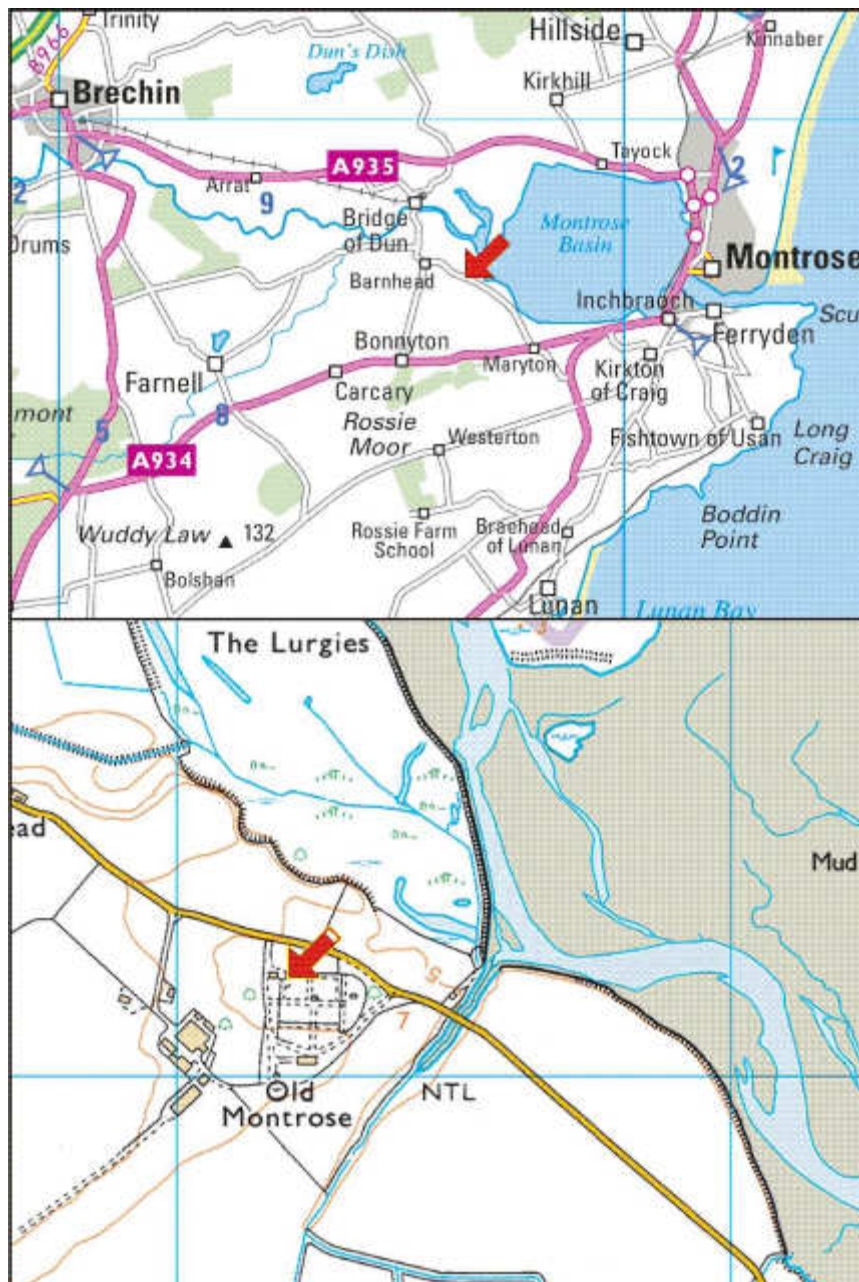 Trinity
B966
Dun's Dish
Hillside
Kinnaber
Kirkhill
Brechin
A935
Tayock
2
Arrat
9
2
Bridge
of Dun
Montrose
Basin
Drums
Barnhead
Montrose
Inchbraoch
Scu
Ferryden
Bonnyton
Maryton
Farnell
Carcary
Kirkton
of Craig
mont
8
Rossie
Moor
5
Westerton
Fishtown of Usan
Long
Craig
A934
Wuddy Law
132
Rossie Farm
School
Braehead
of Lunan
Boddin
Point
Bolshan
Lunan
Lunan Bay
The Lurgies
ead
Mud
5
Old
Montrose
NTL